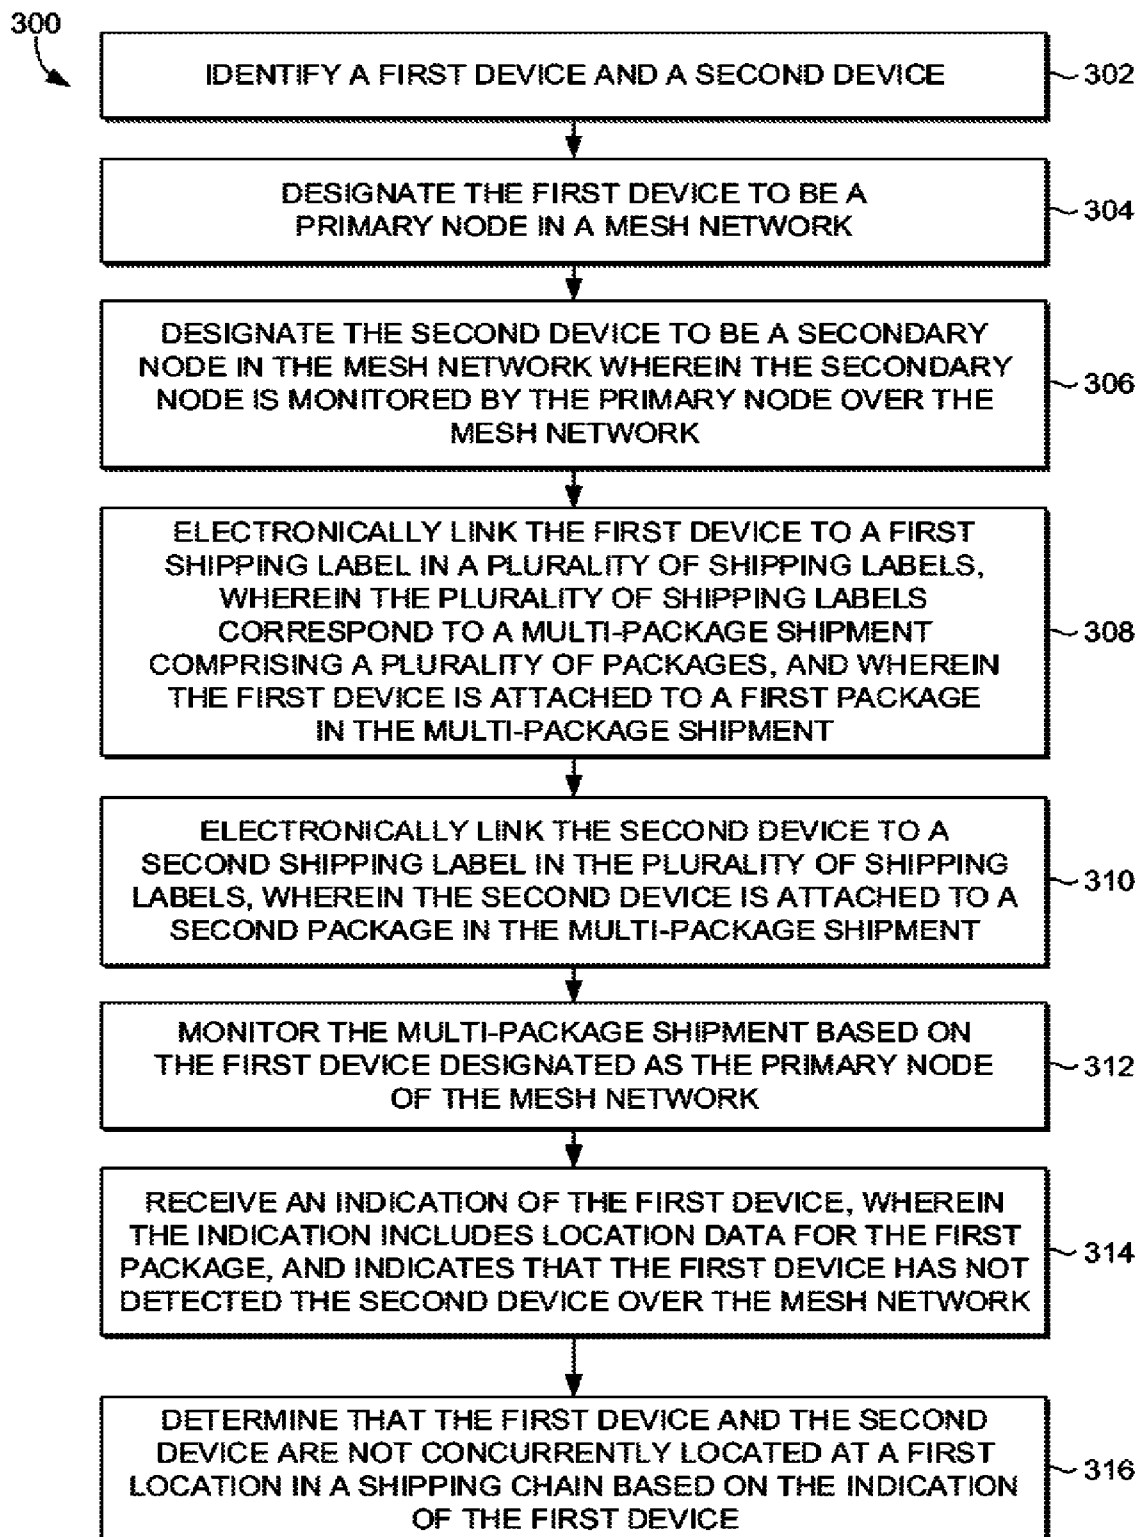 300
IDENTIFY A FIRST DEVICE AND A SECOND DEVICE
302
DESIGNATE THE FIRST DEVICE TO BE A
PRIMARY NODE IN A MESH NETWORK
304
DESIGNATE THE SECOND DEVICE TO BE A SECONDARY
NODE IN THE MESH NETWORK WHEREIN THE SECONDARY
NODE IS MONITORED BY THE PRIMARY NODE OVER THE
MESH NETWORK
306
ELECTRONICALLY LINK THE FIRST DEVICE TO A FIRST
SHIPPING LABEL IN A PLURALITY OF SHIPPING LABELS,
WHEREIN THE PLURALITY OF SHIPPING LABELS
CORRESPOND TO A MULTI-PACKAGE SHIPMENT
COMPRISING A PLURALITY OF PACKAGES, AND WHEREIN
THE FIRST DEVICE IS ATTACHED TO A FIRST PACKAGE
IN THE MULTI-PACKAGE SHIPMENT
308
ELECTRONICALLY LINK THE SECOND DEVICE TO A
SECOND SHIPPING LABEL IN THE PLURALITY OF SHIPPING
LABELS, WHEREIN THE SECOND DEVICE IS ATTACHED TO A
SECOND PACKAGE IN THE MULTI-PACKAGE SHIPMENT
310
MONITOR THE MULTI-PACKAGE SHIPMENT BASED ON
THE FIRST DEVICE DESIGNATED AS THE PRIMARY NODE
OF THE MESH NETWORK
312
RECEIVE AN INDICATION OF THE FIRST DEVICE, WHEREIN
THE INDICATION INCLUDES LOCATION DATA FOR THE FIRST
PACKAGE, AND INDICATES THAT THE FIRST DEVICE HAS NOT
DETECTED THE SECOND DEVICE OVER THE MESH NETWORK
314
DETERMINE THAT THE FIRST DEVICE AND THE SECOND
DEVICE ARE NOT CONCURRENTLY LOCATED AT A FIRST
LOCATION IN A SHIPPING CHAIN BASED ON THE INDICATION
OF THE FIRST DEVICE
316